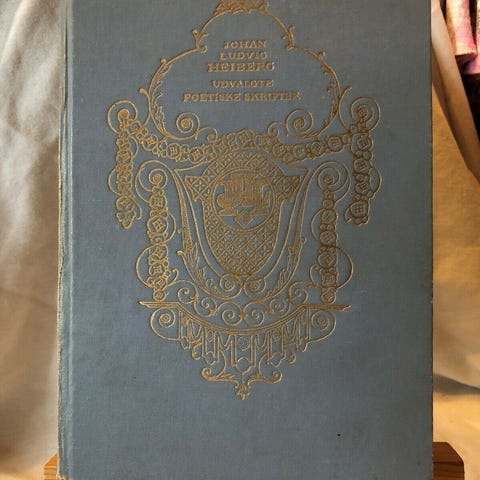 JOHAN
LUDVIG
HEIBERG
UDVALGTE
POETISKE SKRIFTER